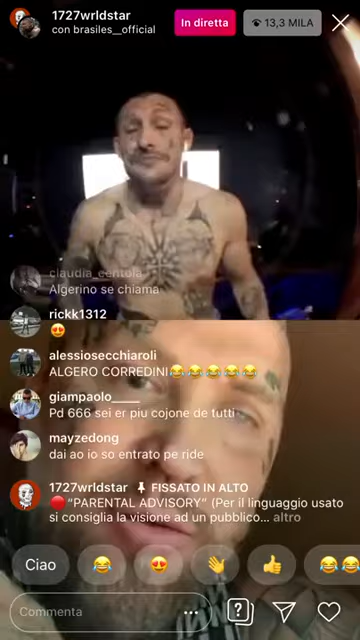 1727wrldstar
con brasiles__official
In diretta
13,3 MILA
claudia_centola
Algerino se chiama
rickk1312
😍
alessiosecchiaroli
ALGERO CORREDINI😂😂😂😂😂
giampaolo_____
Pd 666 sei er piu cojone de tutti
mayzedong
dai ao io so entrato pe ride
1727wrldstar 📌 FISSATO IN ALTO
🔴“PARENTAL ADVISORY” (Per il linguaggio usato
si consiglia la visione ad un pubblico... altro
Ciao 😂 😍 👋 👍 😂😂
Commenta